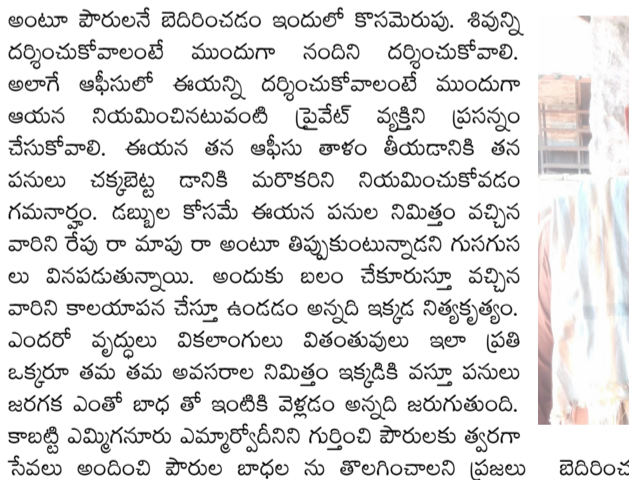 అంటూ పౌరులనే బెదిరించడం ఇందులో కొసమెరుపు. శివున్ని
దర్శించుకోవాలంటే ముందుగా నందిని దర్శించుకోవాలి.
అలాగే ఆఫీసులో ఈయన్ని దర్శించుకోవాలంటే ముందుగా
ఆయన నియమించినటువంటి ప్రైవేట్ వ్యక్తిని ప్రసన్నం
చేసుకోవాలి. ఈయన తన ఆఫీసు తాళం తీయడానికి తన
పనులు చక్కబెట్ట డానికి మరొకరిని నియమించుకోవడం
గమనార్హం. డబ్బుల కోసమే ఈయన పనుల నిమిత్తం వచ్చిన
వారిని రేపు రా మాపు రా అంటూ తిప్పుకుంటున్నాడని గుసగుస
లు వినపడుతున్నాయి. అందుకు బలం చేకూరుస్తూ వచ్చిన
వారిని కాలయాపన చేస్తూ ఉండడం అన్నది ఇక్కడ నిత్యకృత్యం.
ఎందరో వృద్ధులు వికలాంగులు వితంతువులు ఇలా ప్రతి
ఒక్కరూ తమ తమ అవసరాల నిమిత్తం ఇక్కడికి వస్తూ పనులు
జరగక ఎంతో బాధ తో ఇంటికి వెళ్లడం అన్నది జరుగుతుంది.
కాబట్టి ఎమ్మిగనూరు ఎమ్మార్వోదీనిని గుర్తించి పౌరులకు త్వరగా
సేవలు అందించి పౌరుల బాధల ను తొలగించాలని ప్రజలు బెదిరించ